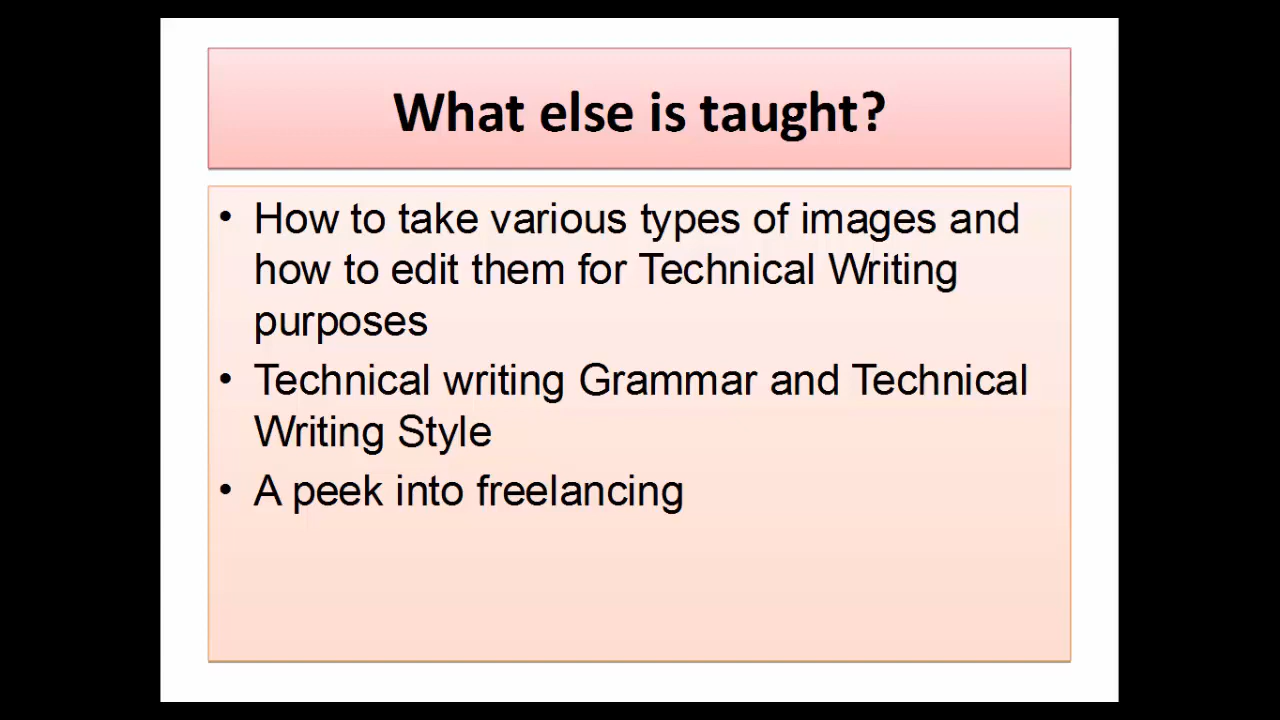 What else is taught?
• How to take various types of images and
how to edit them for Technical Writing
purposes
• Technical writing Grammar and Technical
Writing Style
• A peek into freelancing